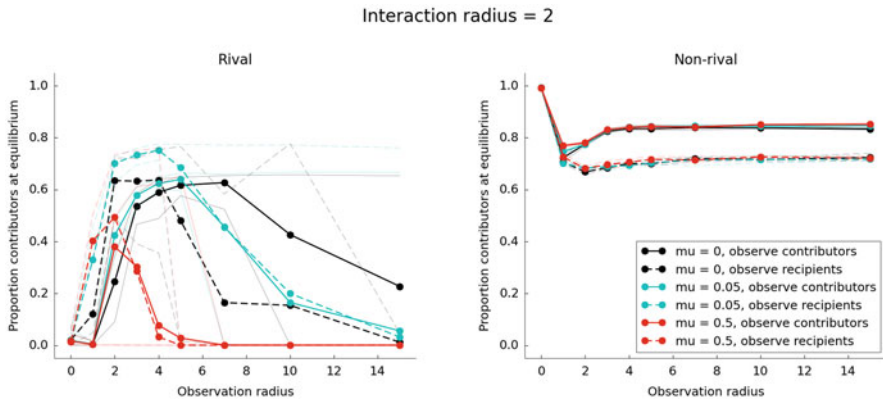 Interaction radius = 2
Rival
Proportion contributors at equilibrium
1.0
0.8
0.6
0.4
0.2
0.0
0 2 4 6 8 10 12 14
Observation radius
Non-rival
Proportion contributors at equilibrium
1.0
0.8
0.6
0.4
0.2
0.0
0 2 4 6 8 10 12 14
Observation radius
mu = 0, observe contributors
mu = 0, observe recipients
mu = 0.05, observe contributors
mu = 0.05, observe recipients
mu = 0.5, observe contributors
mu = 0.5, observe recipients